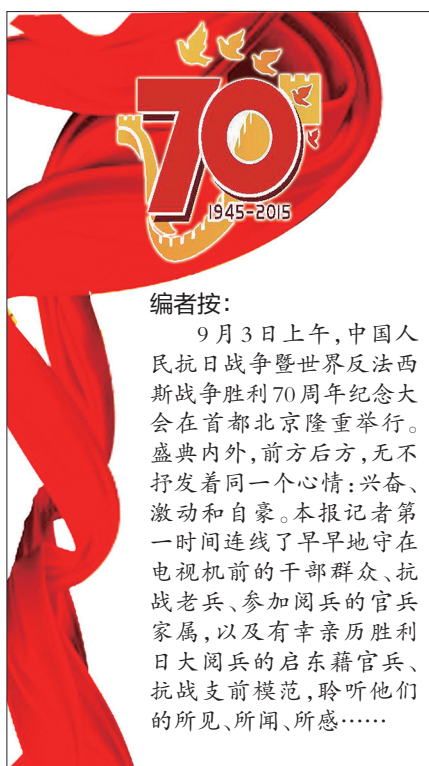 70
1945-2015
编者按：
9月3日上午，中国人
民抗日战争暨世界反法西
斯战争胜利70周年纪念大
会在首都北京隆重举行。
盛典内外，前方后方，无不
抒发着同一个心情：兴奋、
激动和自豪。本报记者第
一时间连线了早早地守在
电视机前的干部群众、抗
战老兵、参加阅兵的官兵
家属，以及有幸亲历胜利
日大阅兵的启东藉官兵、
抗战支前模范，聆听他们
的所见、所闻、所感……